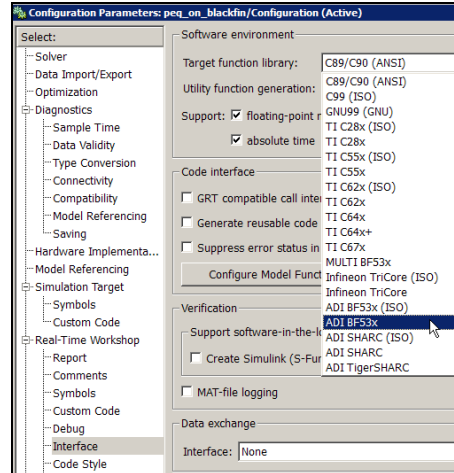 Configuration Parameters: peq_on_blackfin/Configuration (Active)
Select:
Solver
Data Import/Export
Optimization
Diagnostics
Sample Time
Data Validity
Type Conversion
Connectivity
Compatibility
Model Referencing
Saving
Hardware Implementa...
Model Referencing
Simulation Target
Symbols
Custom Code
Real-Time Workshop
Report
Comments
Symbols
Custom Code
Debug
Interface
Code Style
Software environment
Target function library: C89/C90 (ANSI)
Utility function generation:
Support: floating-point n
absolute time
C89/C90 (ANSI)
C99 (ISO)
GNU99 (GNU)
TI C28x (ISO)
TI C28x
TI C55x (ISO)
TI C55x
TI C62x (ISO)
TI C62x
TI C64x
TI C64x+
TI C67x
MULTI BF53x
Infineon TriCore (ISO)
Infineon TriCore
ADI BF53x (ISO)
ADI BF53x
ADI SHARC (ISO)
ADI SHARC
ADI TigerSHARC
Code interface
GRT compatible call inte
Generate reusable code
Suppress error status in
Configure Model Funct
Verification
Support software-in-the-lo
Create Simulink (S-Fun
MAT-file logging
Data exchange
Interface: None